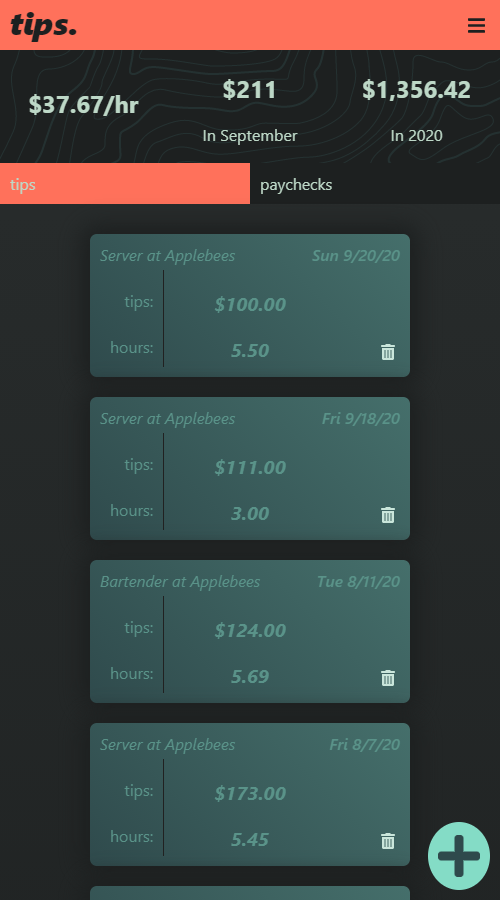 tips.
$37.67/hr
$211
In September
$1,356.42
In 2020
tips
paychecks
Server at Applebees Sun 9/20/20
tips: $100.00
hours: 5.50
Server at Applebees Fri 9/18/20
tips: $111.00
hours: 3.00
Bartender at Applebees Tue 8/11/20
tips: $124.00
hours: 5.69
Server at Applebees Fri 8/7/20
tips: $173.00
hours: 5.45